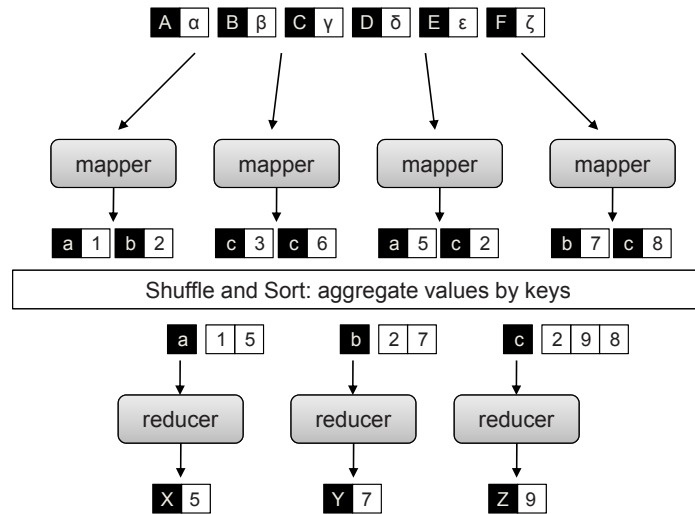 A α B β C γ D δ E ε F ζ
mapper mapper mapper mapper
a 1 b 2 c 3 c 6 a 5 c 2 b 7 c 8
Shuffle and Sort: aggregate values by keys
a 1 5 b 2 7 c 2 9 8
reducer reducer reducer
X 5 Y 7 Z 9